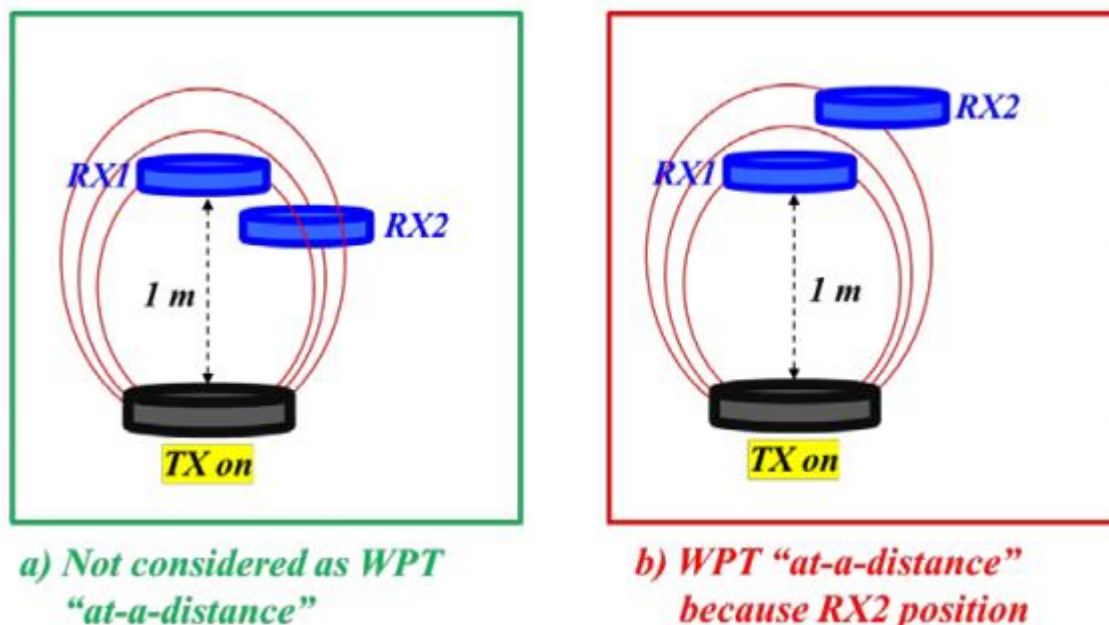 RX1
RX2
1 m
TX on
a) Not considered as WPT
"at-a-distance"
RX2
RX1
1 m
TX on
b) WPT "at-a-distance"
because RX2 position